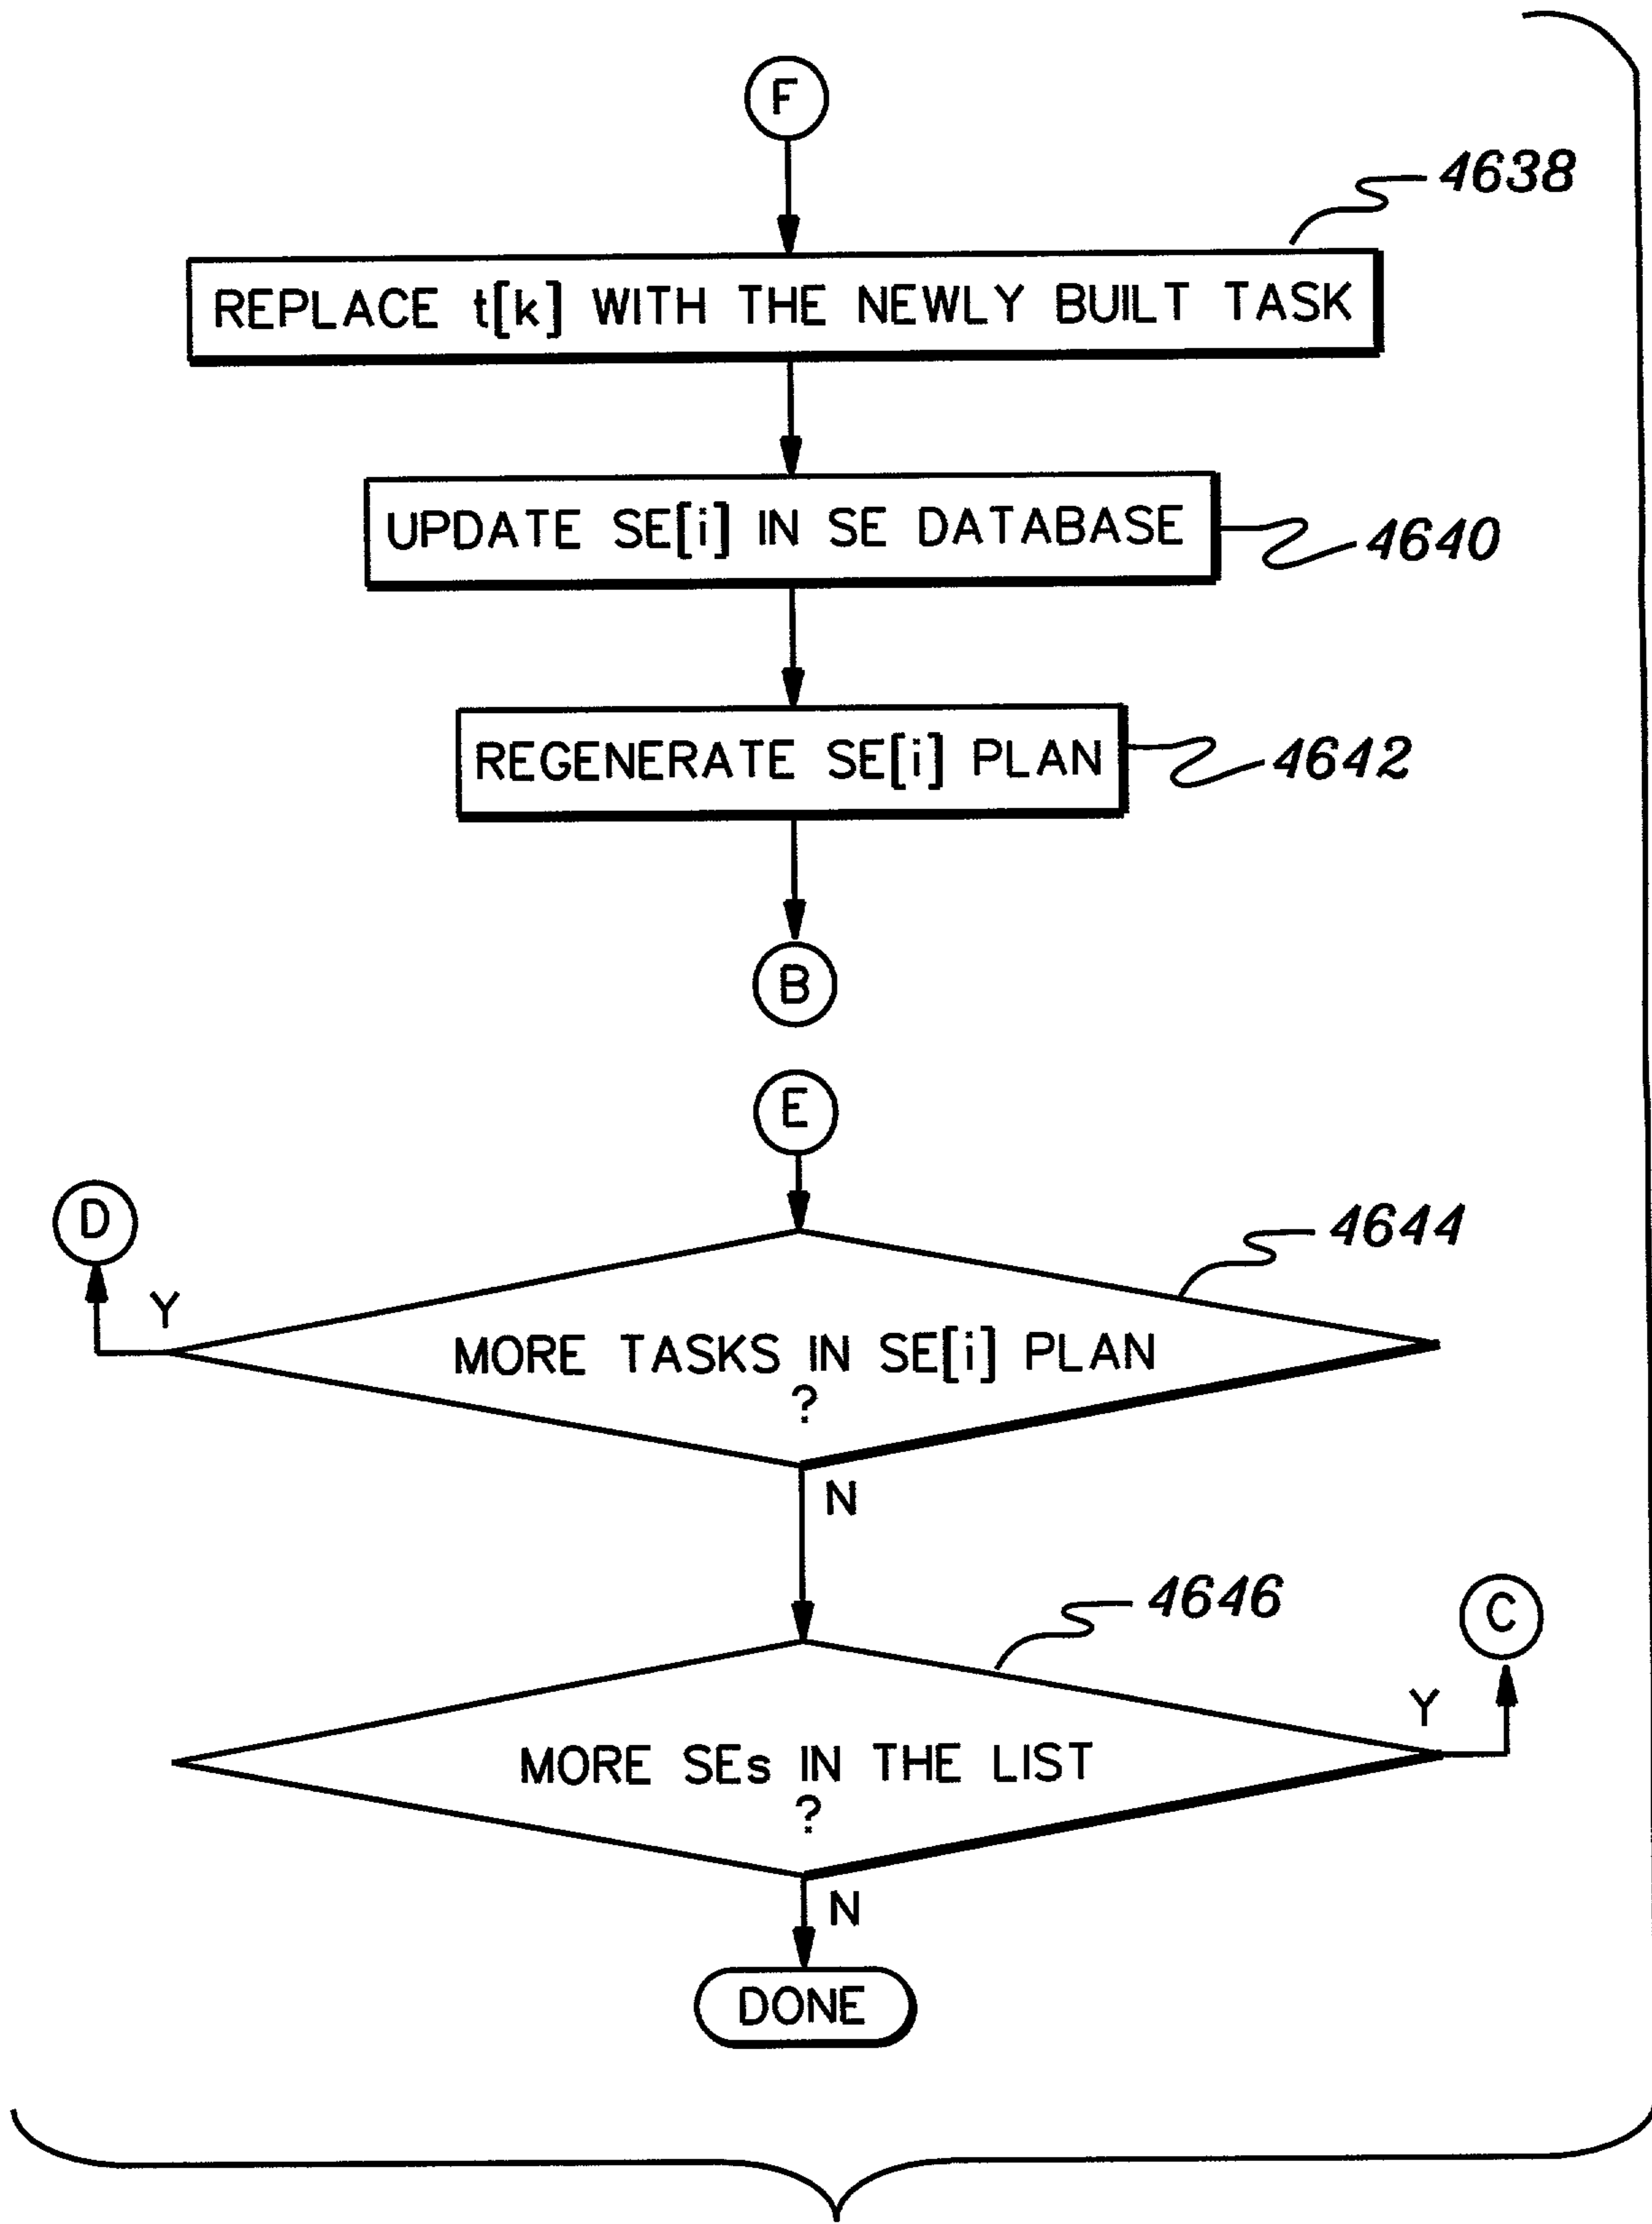 F
4638
REPLACE t[k] WITH THE NEWLY BUILT TASK
UPDATE SE[i] IN SE DATABASE
4640
REGENERATE SE[i] PLAN
4642
B
E
D
4644
Y
MORE TASKS IN SE[i] PLAN
?
N
4646
C
Y
MORE SEs IN THE LIST
?
N
DONE